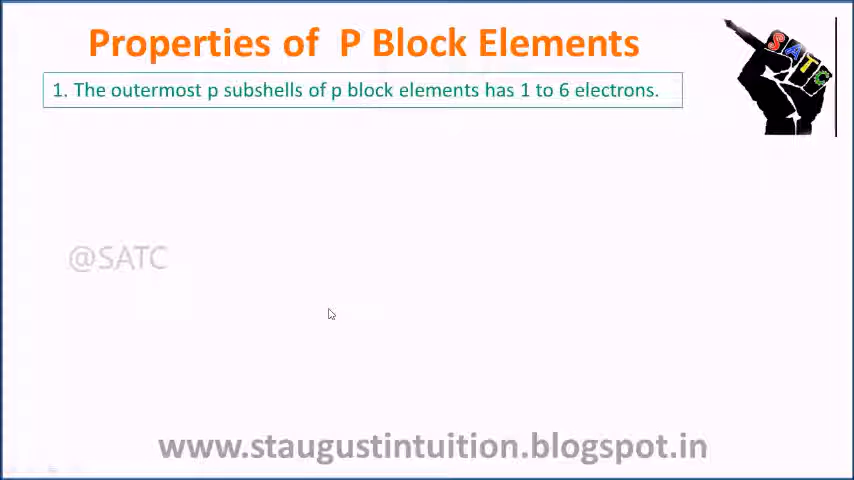 Properties of P Block Elements
SATC
1. The outermost p subshells of p block elements has 1 to 6 electrons.
@SATC
www.staugustintuition.blogspot.in